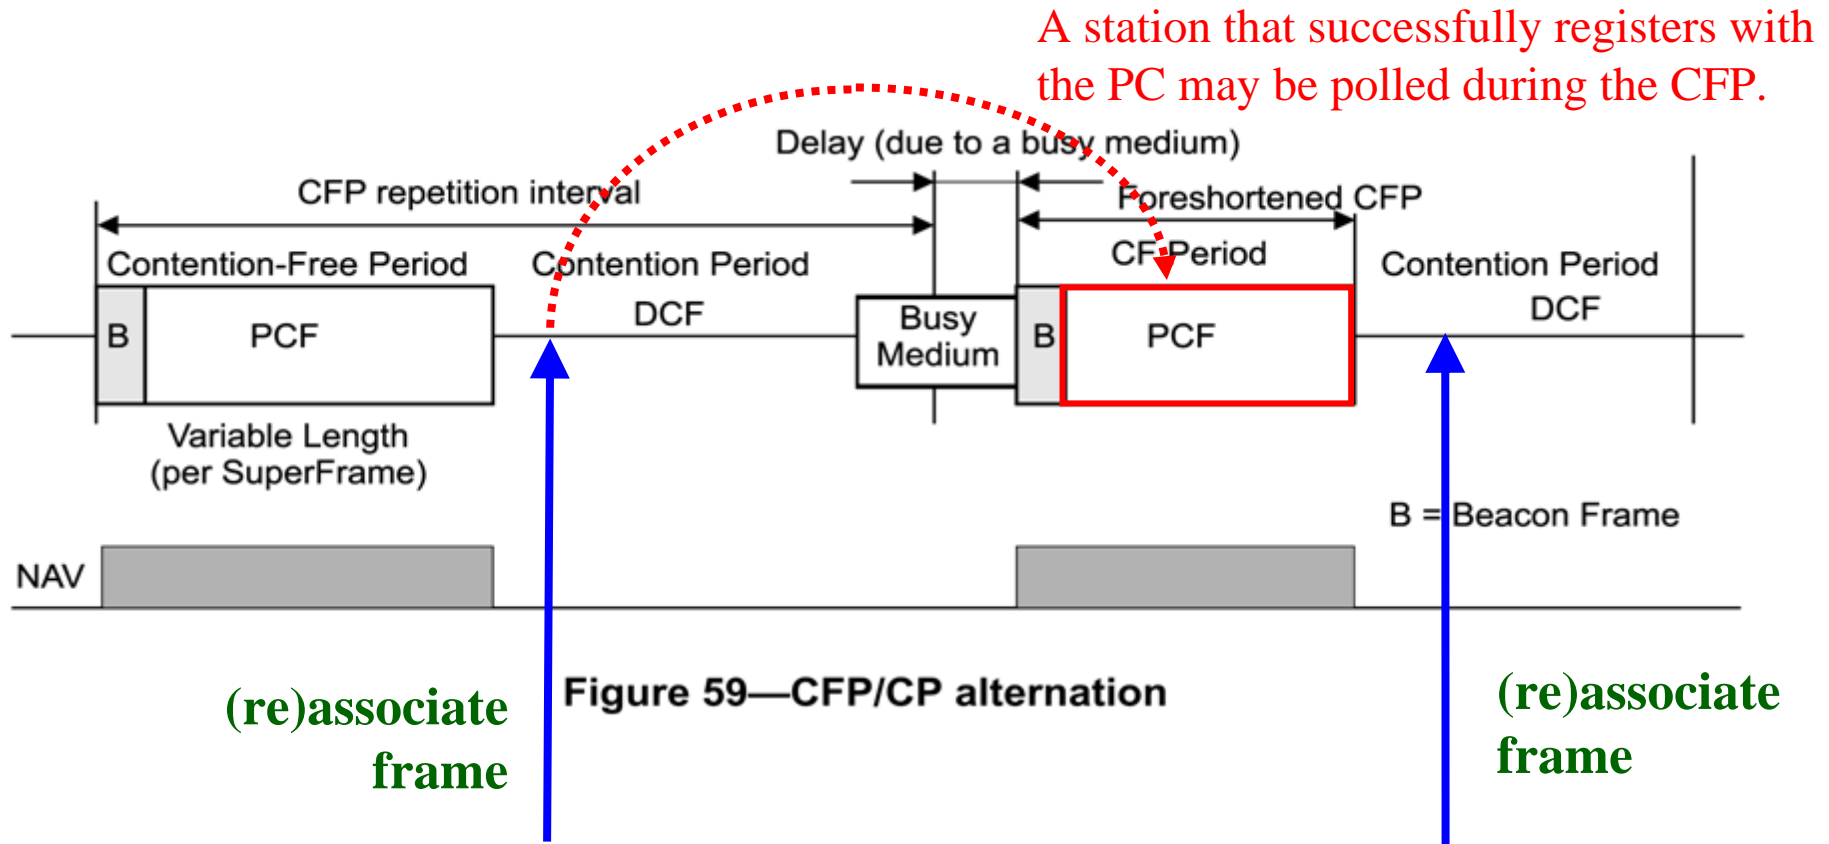 A station that successfully registers with
the PC may be polled during the CFP.
Delay (due to a busy medium)
CFP repetition interval
Foreshortened CFP
Contention-Free Period
Contention Period
CF Period
Contention Period
B
PCF
DCF
Busy
Medium
B
PCF
DCF
Variable Length
(per SuperFrame)
B = Beacon Frame
NAV
(re)associate
frame
Figure 59—CFP/CP alternation
(re)associate
frame